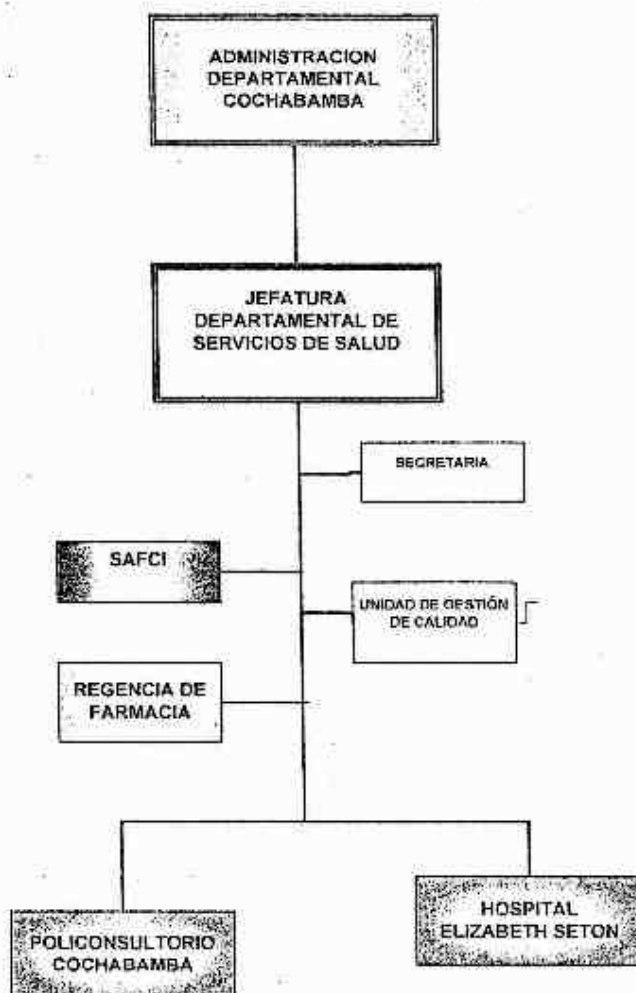 ADMINISTRACION
DEPARTAMENTAL
COCHABAMBA
JEFATURA
DEPARTAMENTAL DE
SERVICIOS DE SALUD
SECRETARIA
SAFCI
UNIDAD DE GESTIÓN
DE CALIDAD
REGENCIA DE
FARMACIA
HOSPITAL
ELIZABETH SETON
POLICONSULTORIO
COCHABAMBA